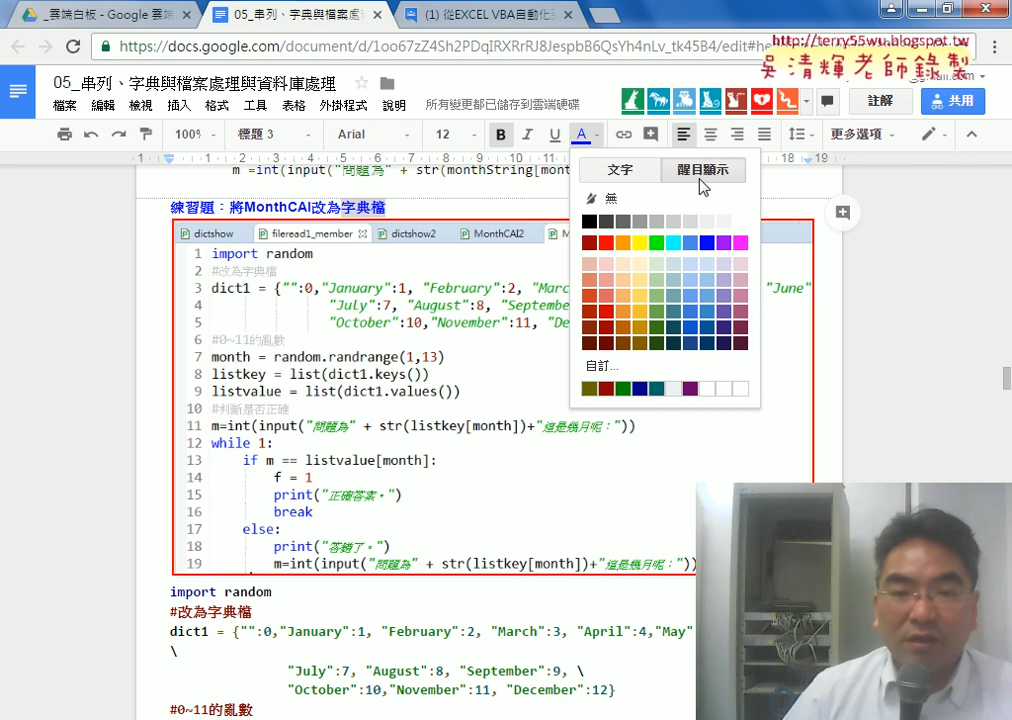 _雲端白板 - Google 雲端
05_串列、字典與檔案處
(1) 從EXCEL VBA自動化到
https://docs.google.com/document/d/1oo67zZ4Sh2PDqIRXRrRJ8JespbB6QsYh4nLv_tk45B4/edit#he
http://terry55wu.blogspot.tw
吳清輝老師錄製
05_串列、字典與檔案處理與資料庫處理
檔案 編輯 檢視 插入 格式 工具 表格 外掛程式 說明 所有變更都已儲存到雲端硬碟
註解 共用
100% 標題 3 Arial 12 B I U A 更多選項
1 1 2 3 4 5 6 7 8 9 10 11 18 19
m =int(input("問題為" + str(monthString[mont
文字 醒目顯示
無
自訂...
練習題：將MonthCAI改為字典檔
dictshow fileread1_member dictshow2 MonthCAI2 M
1 import random
2 #改為字典檔
3 dict1 = {"":0,"January":1, "February":2, "Marc "June"
4 "July":7, "August":8, "Septembe
5 "October":10,"November":11, "De
6 #0~11的亂數
7 month = random.randrange(1,13)
8 listkey = list(dict1.keys())
9 listvalue = list(dict1.values())
10 #判斷是否正確
11 m=int(input("問題為" + str(listkey[month])+"這是幾月呢："))
12 while 1:
13 if m == listvalue[month]:
14 f = 1
15 print("正確答案。")
16 break
17 else:
18 print("答錯了。")
19 m=int(input("問題為" + str(listkey[month])+"這是幾月呢："))
import random
#改為字典檔
dict1 = {"":0,"January":1, "February":2, "March":3, "April":4,"May"
\
"July":7, "August":8, "September":9, \
"October":10,"November":11, "December":12}
#0~11的亂數